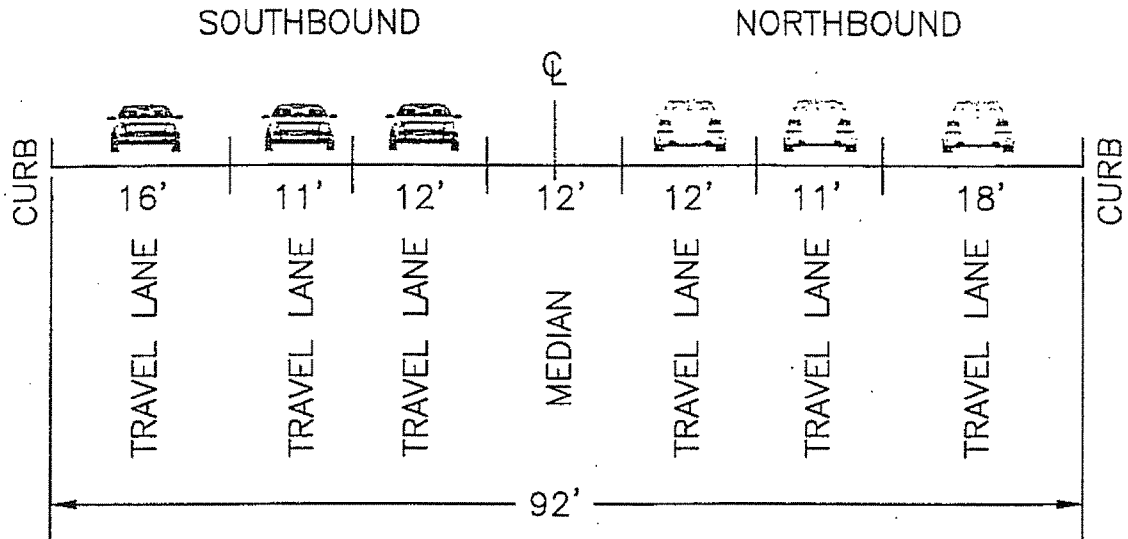 SOUTHBOUND NORTHBOUND
℄
CURB
CURB
16' 11' 12' 12' 12' 11' 18'
TRAVEL LANE
TRAVEL LANE
TRAVEL LANE
MEDIAN
TRAVEL LANE
TRAVEL LANE
TRAVEL LANE
92'